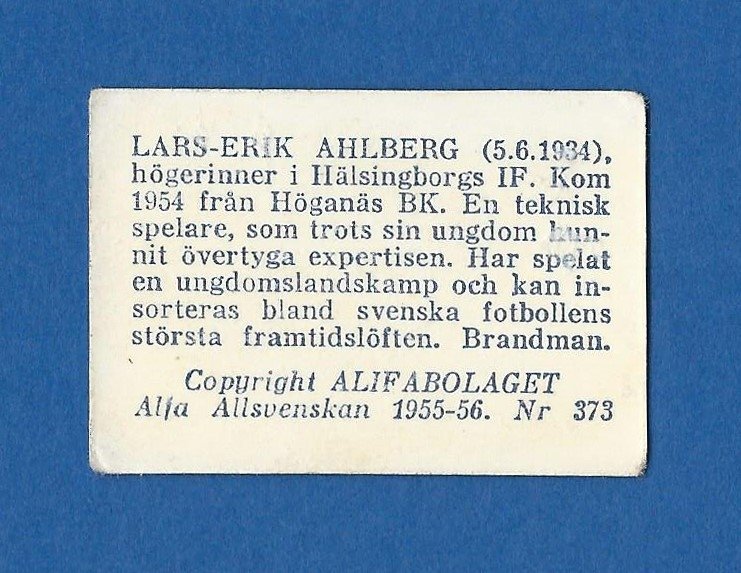 LARS-ERIK AHLBERG (5.6.1934),
högerinner i Hälsingborgs IF. Kom
1954 från Höganäs BK. En teknisk
spelare, som trots sin ungdom hun-
nit övertyga expertisen. Har spelat
en ungdomslandskamp och kan in-
sorteras bland svenska fotbollens
största framtidslöften. Brandman.
Copyright ALIFABOLAGET
Alfa Allsvenskan 1955-56. Nr 373